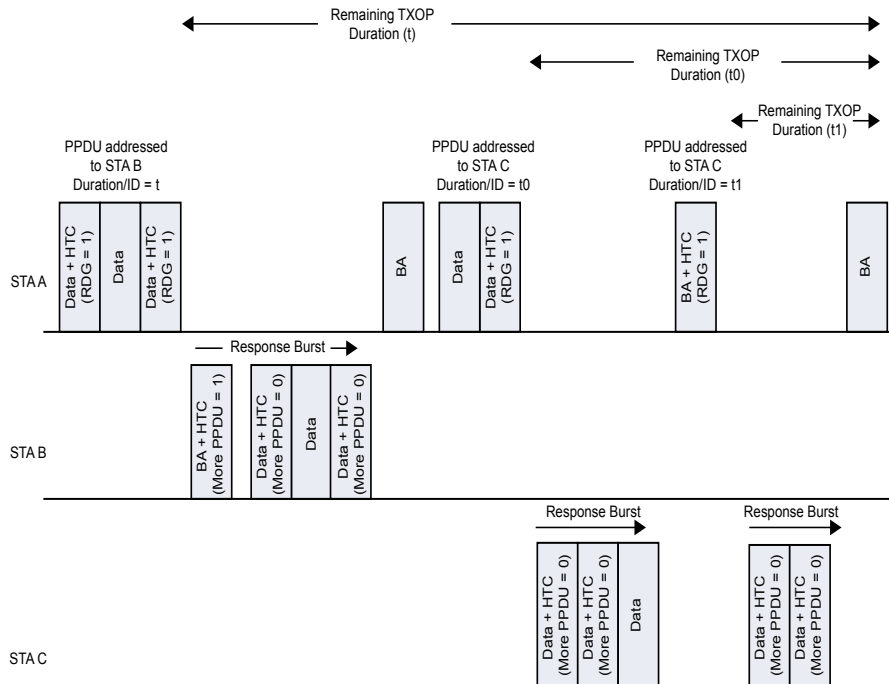 Remaining TXOP
Duration (t)
Remaining TXOP
Duration (t0)
Remaining TXOP
Duration (t1)
PPDU addressed
to STA B
Duration/ID = t
PPDU addressed
to STA C
Duration/ID = t0
PPDU addressed
to STA C
Duration/ID = t1
STA A
Data + HTC
(RDG = 1)
Data
Data + HTC
(RDG = 1)
BA
Data
Data + HTC
(RDG = 1)
BA + HTC
(RDG = 1)
BA
Response Burst
STA B
BA + HTC
(More PPDU = 1)
Data + HTC
(More PPDU = 0)
Data
Data + HTC
(More PPDU = 0)
Response Burst
Response Burst
STA C
Data + HTC
(More PPDU = 0)
Data + HTC
(More PPDU = 0)
Data
Data + HTC
(More PPDU = 0)
Data + HTC
(More PPDU = 0)